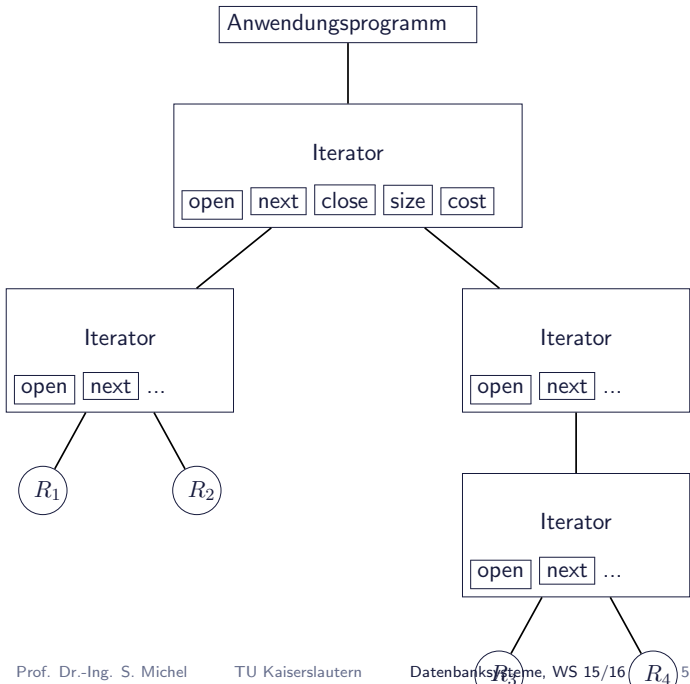 Anwendungsprogramm
Iterator
open next close size cost
Iterator Iterator
open next ... open next ...
R1 R2
Iterator
open next ...
R3 R4
Prof. Dr.-Ing. S. Michel TU Kaiserslautern Datenbanksysteme, WS 15/16 5